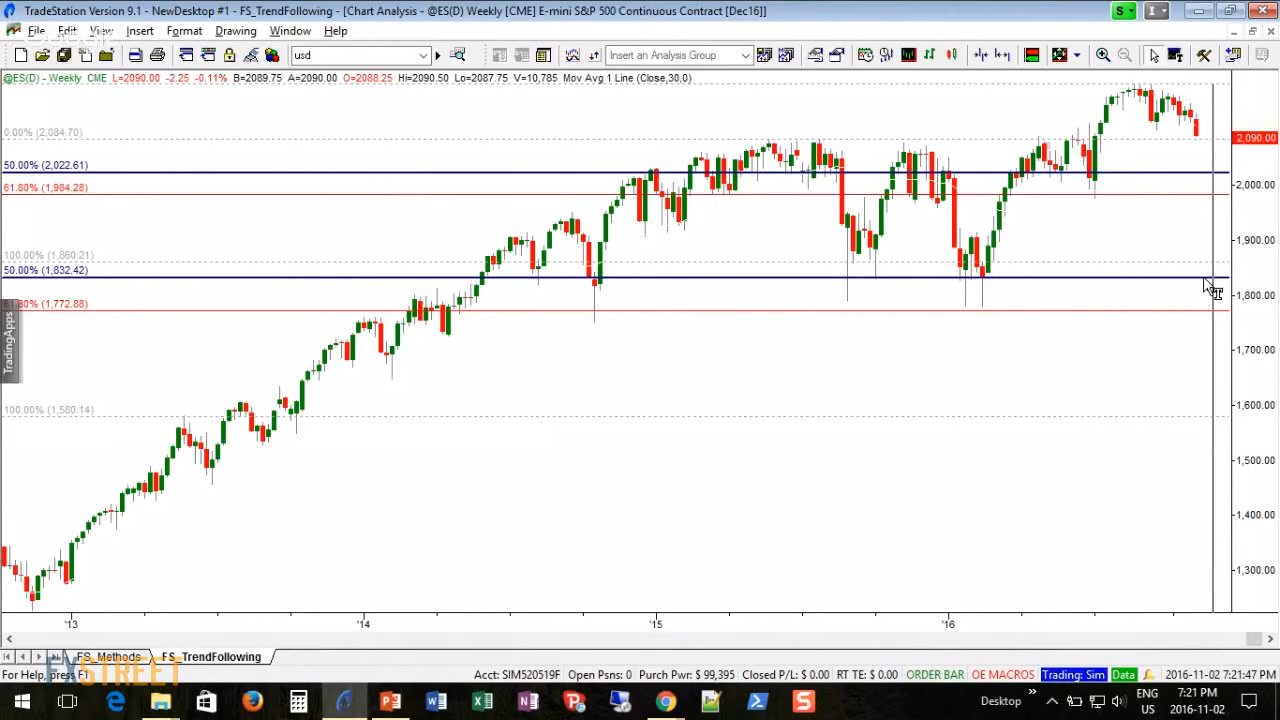 TradeStation Version 9.1 - NewDesktop #1 - FS_TrendFollowing - [Chart Analysis - @ES(D) Weekly [CME] E-mini S&P 500 Continuous Contract [Dec16]]
S
I
File Edit View Insert Format Drawing Window Help
usd
Insert an Analysis Group
@ES(D) - Weekly CME L=2090.00 -2.25 -0.11% B=2089.75 A=2090.00 O=2088.25 Hi=2090.50 Lo=2087.75 V=10,785 Mov Avg 1 Line (Close,30,0)
0.00% (2,084.70)
2,090.00
50.00% (2,022.61)
61.80% (1,984.28)
2,000.00
1,900.00
100.00% (1,860.21)
50.00% (1,832.42)
1,800.00
61.80% (1,772.88)
TradingApps
1,700.00
1,600.00
100.00% (1,580.14)
1,500.00
1,400.00
1,300.00
'13 '14 '15 '16
FS_Methods FS_TrendFollowing
FXSTREET
For Help, press F1
Acct: SIM520519F Open Psns: 0 Purch Pwr: $ 99,395 Closed P/L: $ 0.00 RT TE: $ 0.00 ORDER BAR OE MACROS Trading: Sim Data 2016-11-02 7:21:47 PM
Desktop
ENG
US
7:21 PM
2016-11-02